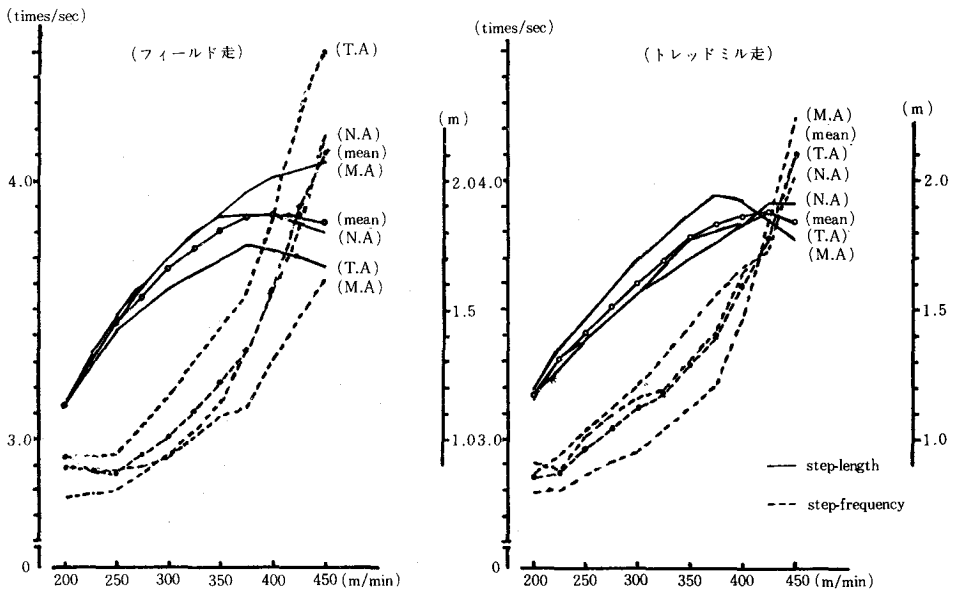 (times/sec)
(フィールド走)
(T.A)
(m)
(N.A)
(mean)
(M.A)
4.0
2.0
(mean)
(N.A)
(T.A)
(M.A)
1.5
3.0
1.0
0
200 250 300 350 400 450 (m/min)
(times/sec)
(トレッドミル走)
(m)
(M.A)
(mean)
(T.A)
(N.A)
4.0
2.0
(N.A)
(mean)
(T.A)
(M.A)
1.5
3.0
1.0
step-length
step-frequency
0
200 250 300 350 400 450 (m/min)